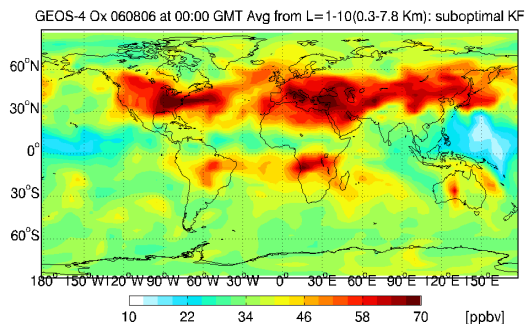 GEOS-4 Ox 060806 at 00:00 GMT Avg from L=1-10(0.3-7.8 Km): suboptimal KF
60°N
30°N
0°
30°S
60°S
180°W 150°W 120°W 90°W 60°W 30°W 0° 30°E 60°E 90°E 120°E 150°E
10 22 34 46 58 70 [ppbv]